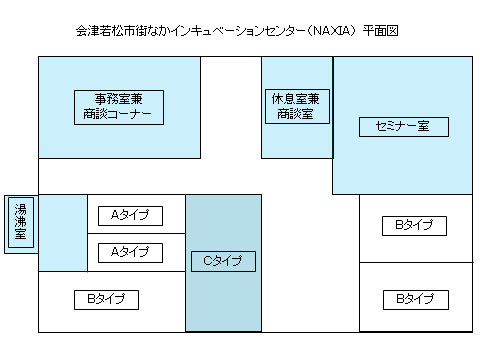 会津若松市街なかインキュベーションセンター（NAXIA） 平面図
事務室兼
商談コーナー
休息室兼
商談室
セミナー室
湯沸室
Aタイプ
Aタイプ
Bタイプ
Cタイプ
Bタイプ
Bタイプ